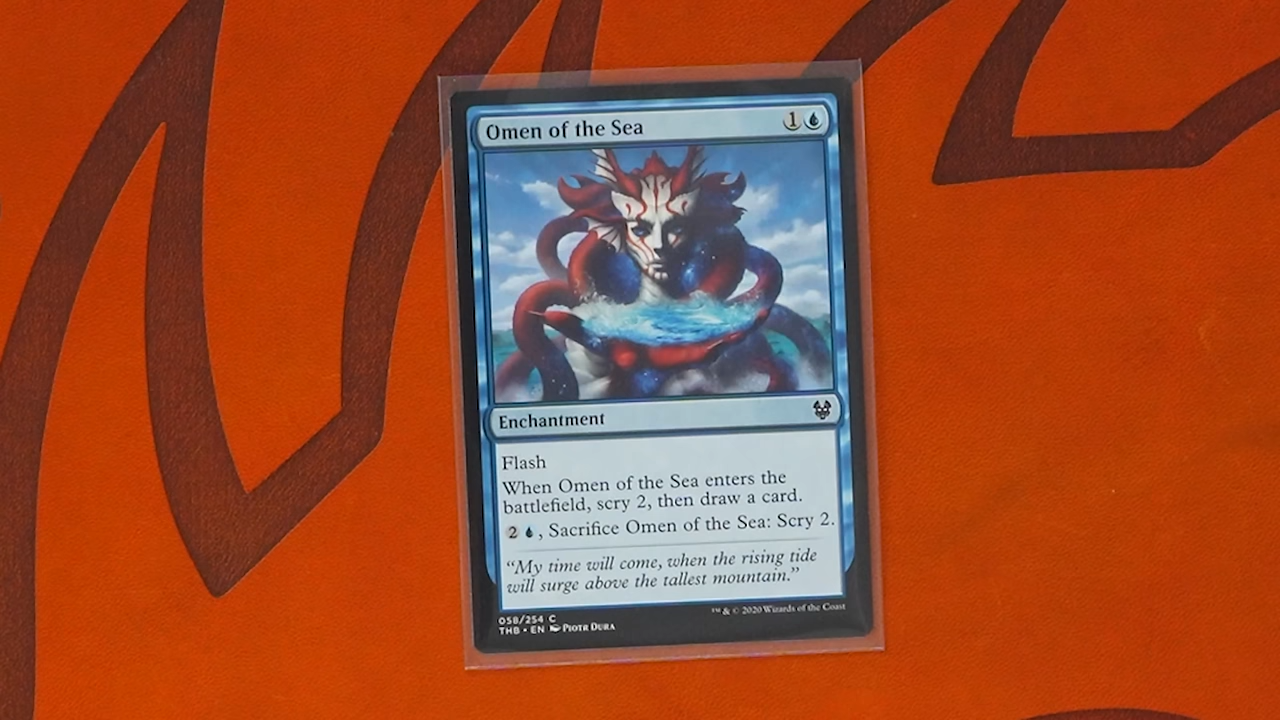 Omen of the Sea 1
Enchantment
Flash
When Omen of the Sea enters the
battlefield, scry 2, then draw a card.
2 , Sacrifice Omen of the Sea: Scry 2.
“My time will come, when the rising tide
will surge above the tallest mountain.”
058/254 C
™ & © 2020 Wizards of the Coast
THB • EN Piotr Dura